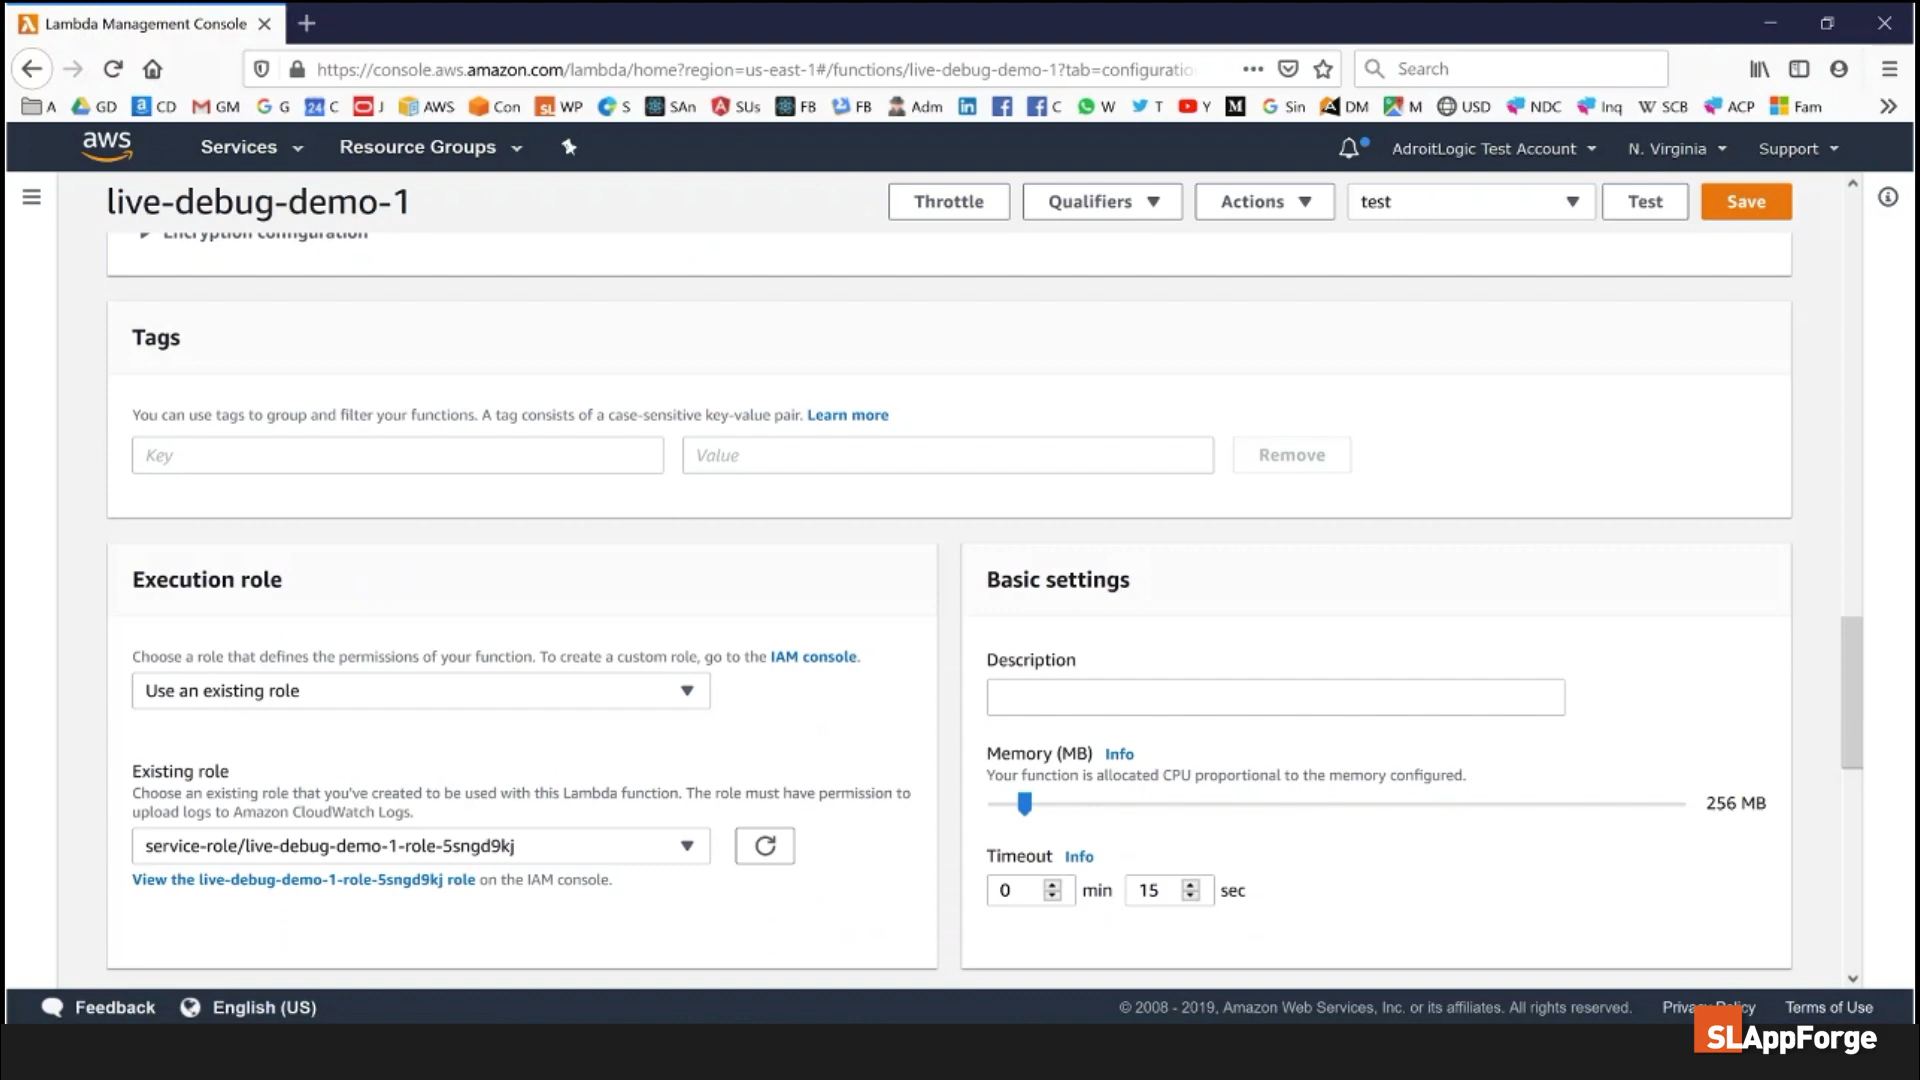 Lambda Management Console
https://console.aws.amazon.com/lambda/home?region=us-east-1#/functions/live-debug-demo-1?tab=configuratio
Search
A GD CD GM G 24 C J AWS Con WP S SAn SUs FB FB Adm C W T Y Sin DM M USD NDC Inq SCB ACP Fam
aws Services Resource Groups AdroitLogic Test Account N. Virginia Support
live-debug-demo-1 Throttle Qualifiers Actions test Test Save
Encryption configuration
Tags
You can use tags to group and filter your functions. A tag consists of a case-sensitive key-value pair. Learn more
Key Value Remove
Execution role
Choose a role that defines the permissions of your function. To create a custom role, go to the IAM console.
Use an existing role
Existing role
Choose an existing role that you've created to be used with this Lambda function. The role must have permission to
upload logs to Amazon CloudWatch Logs.
service-role/live-debug-demo-1-role-5sngd9kj
View the live-debug-demo-1-role-5sngd9kj role on the IAM console.
Basic settings
Description
Memory (MB) Info
Your function is allocated CPU proportional to the memory configured.
256 MB
Timeout Info
0 min 15 sec
Feedback English (US) © 2008 - 2019, Amazon Web Services, Inc. or its affiliates. All rights reserved. Privacy Policy Terms of Use
SLAppForge